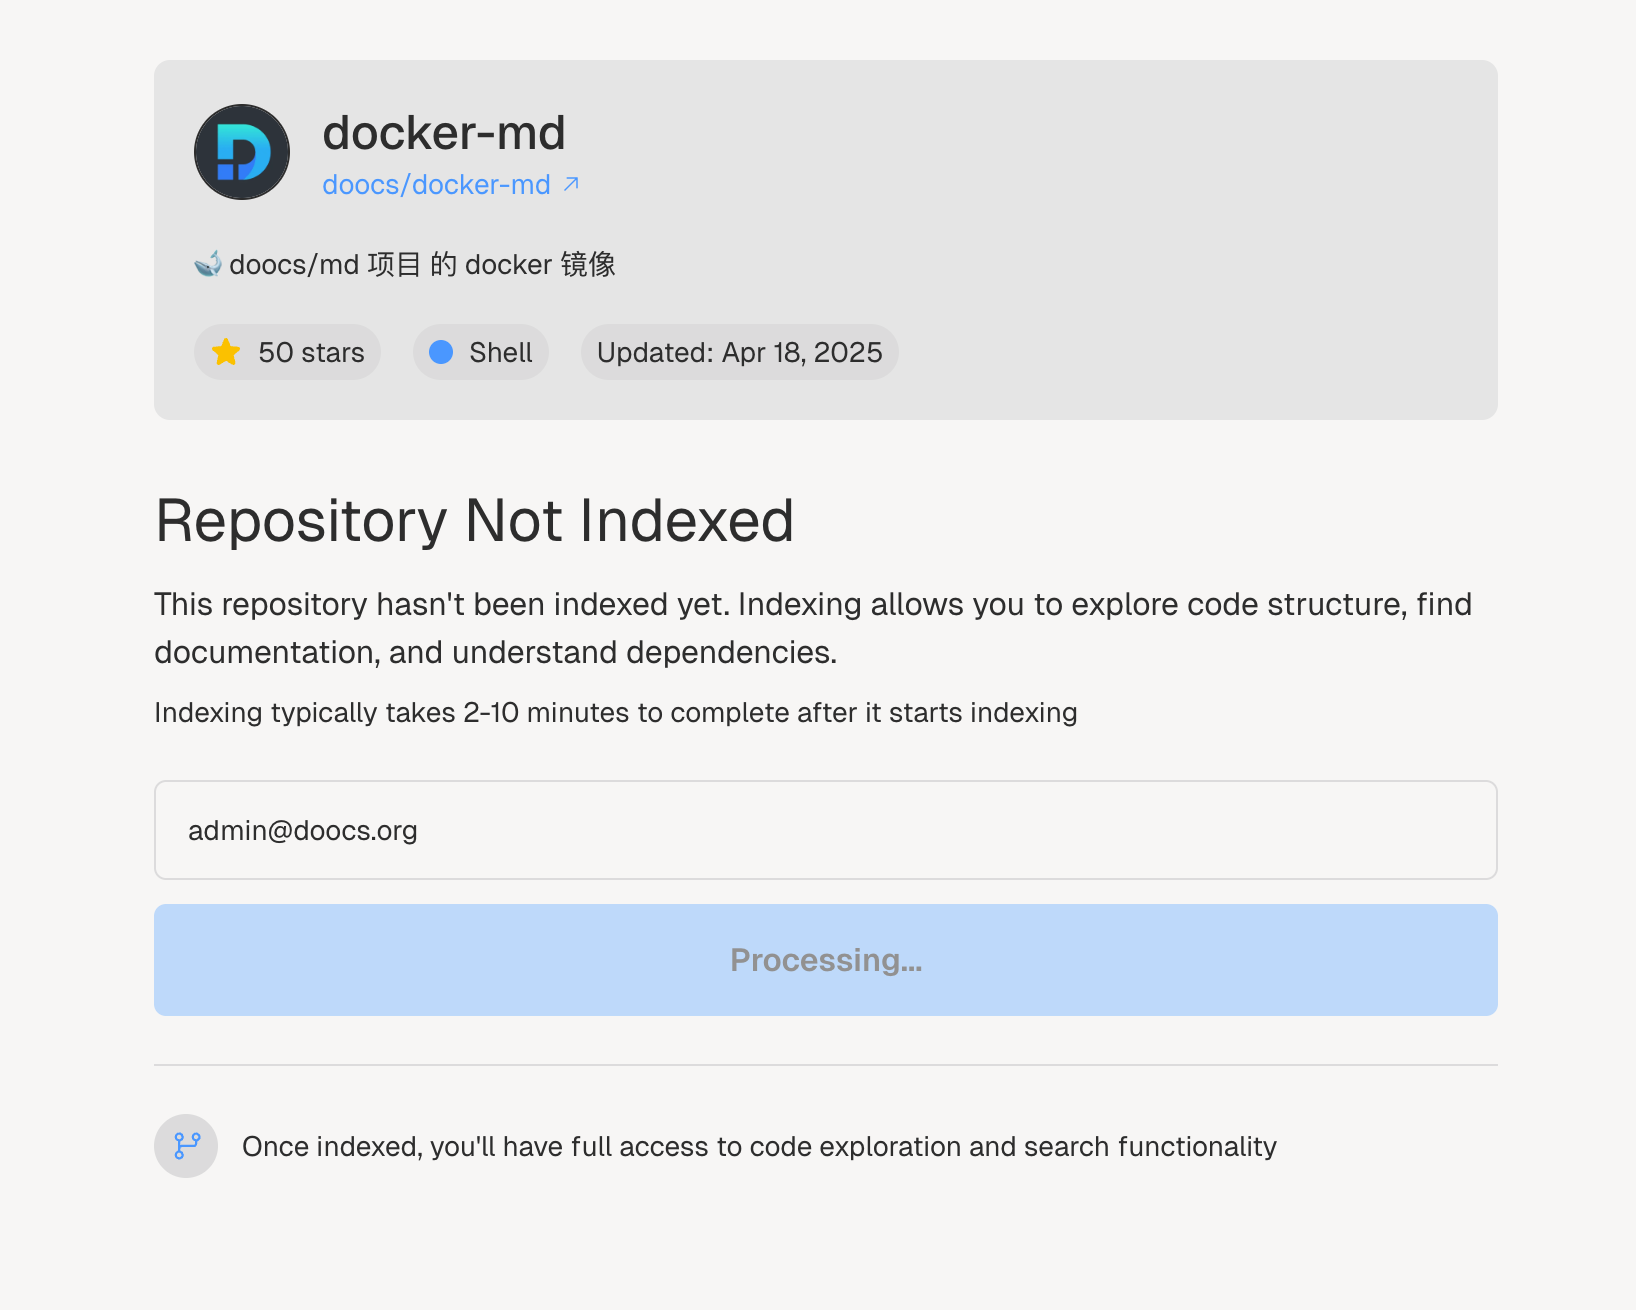 docker-md
doocs/docker-md
doocs/md 项目 的 docker 镜像
50 stars
Shell
Updated: Apr 18, 2025
Repository Not Indexed
This repository hasn't been indexed yet. Indexing allows you to explore code structure, find
documentation, and understand dependencies.
Indexing typically takes 2-10 minutes to complete after it starts indexing
admin@doocs.org
Processing...
Once indexed, you'll have full access to code exploration and search functionality